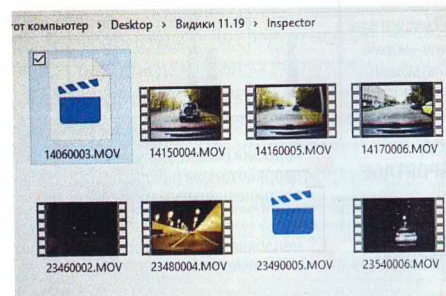 от компьютер > Desktop > Видики 11.19 > Inspector
14060003.MOV
14150004.MOV
14160005.MOV
14170006.MOV
23460002.MOV
23480004.MOV
23490005.MOV
23540006.MOV